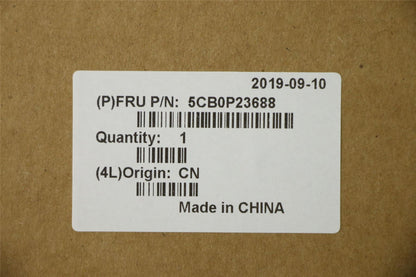 2019-09-10
(P)FRU P/N: 5CB0P23688
Quantity: 1
(4L)Origin: CN
Made in CHINA